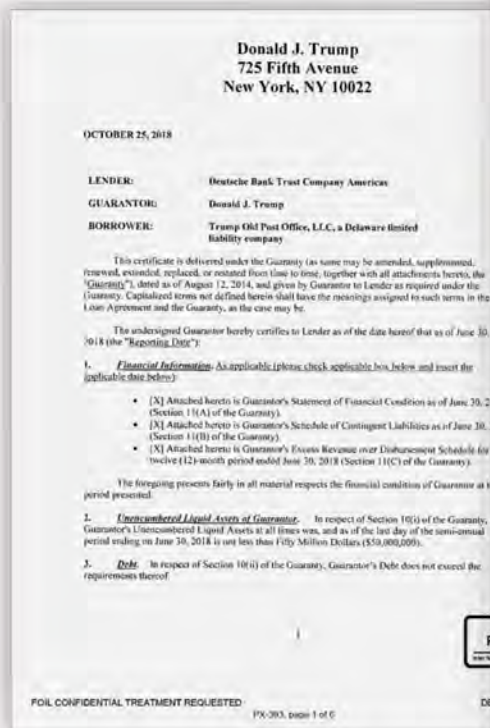 Donald J. Trump
725 Fifth Avenue
New York, NY 10022
OCTOBER 25, 2018
LENDER: Deutsche Bank Trust Company Americas
GUARANTOR: Donald J. Trump
BORROWER: Trump Old Post Office, LLC, a Delaware limited
liability company
This certificate is delivered under the Guaranty (as same may be amended, supplemented,
renewed, extended, replaced, or restated from time to time, together with all attachments hereto, the
"Guaranty"), dated as of August 12, 2014, and given by Guarantor to Lender as required under the
Guaranty. Capitalized terms not defined herein shall have the meanings assigned to such terms in the
Loan Agreement and the Guaranty, as the case may be.
The undersigned Guarantor hereby certifies to Lender as of the date hereof that as of June 30,
2018 (the "Reporting Date"):
1. Financial Information. As applicable (please check applicable box below and insert the
applicable date below):
• [X] Attached hereto is Guarantor's Statement of Financial Condition as of June 30, 2
(Section 11(A) of the Guaranty).
• [X] Attached hereto is Guarantor's Schedule of Contingent Liabilities as of June 30,
(Section 11(B) of the Guaranty).
• [X] Attached hereto is Guarantor's Excess Revenue over Disbursement Schedule for
twelve (12)-month period ended June 30, 2018 (Section 11(C) of the Guaranty).
The foregoing presents fairly in all material respects the financial condition of Guarantor at
period presented.
2. Unencumbered Liquid Assets of Guarantor. In respect of Section 10(i) of the Guaranty,
Guarantor's Unencumbered Liquid Assets at all times was, and as of the last day of the semi-annual
period ending on June 30, 2018 is not less than Fifty Million Dollars ($50,000,000).
3. Debt. In respect of Section 10(ii) of the Guaranty, Guarantor's Debt does not exceed the
requirements thereof.
1
FOIL CONFIDENTIAL TREATMENT REQUESTED
PX-393, page 1 of 6